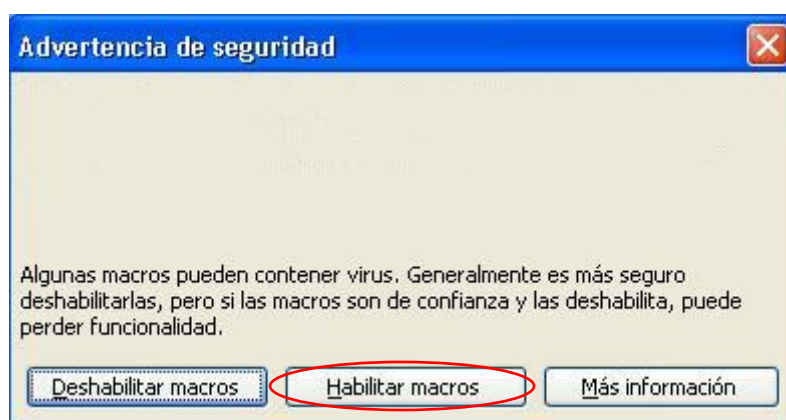 Advertencia de seguridad
Algunas macros pueden contener virus. Generalmente es más seguro
deshabilitarlas, pero si las macros son de confianza y las deshabilita, puede
perder funcionalidad.
Deshabilitar macros Habilitar macros Más información